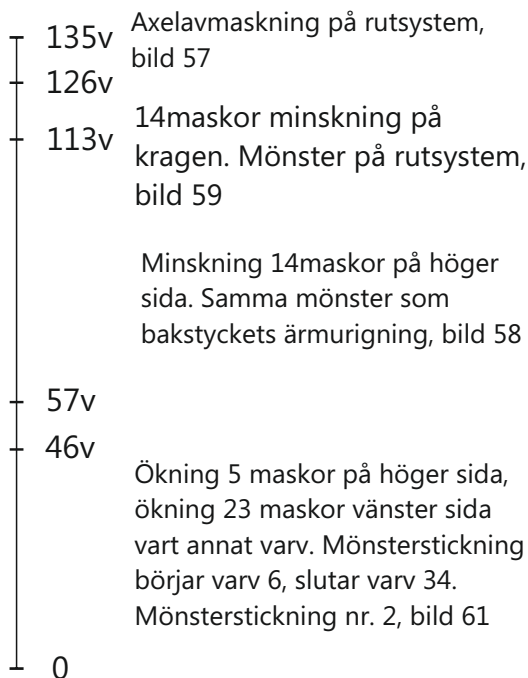 135v
Axelavmaskning på rutsystem,
bild 57
126v
113v
14maskor minskning på
kragen. Mönster på rutsystem,
bild 59
Minskning 14maskor på höger
sida. Samma mönster som
bakstyckets ärmurigning, bild 58
57v
46v
Ökning 5 maskor på höger sida,
ökning 23 maskor vänster sida
vart annat varv. Mönsterstickning
börjar varv 6, slutar varv 34.
Mönsterstickning nr. 2, bild 61
0